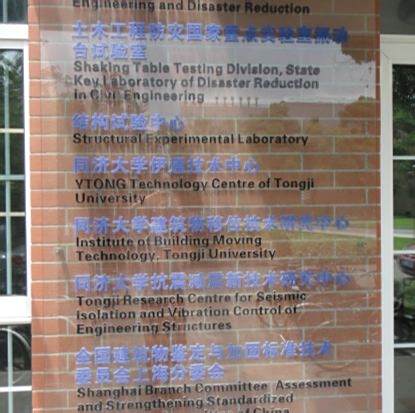 Engineering and Disaster Reduction
土木工程防灾国家重点实验室振动
台试验室
Shaking Table Testing Division, State
Key Laboratory of Disaster Reduction
in Civil Engineering
结构试验中心
Structural Experimental Laboratory
同济大学伊通技术中心
YTONG Technology Centre of Tongji
University
同济大学建筑物移位技术研究中心
Institute of Building Moving
Technology, Tongji University
同济大学抗震减震新技术研究中心
Tongji Research Centre for Seismic
Isolation and Vibration Control of
Engineering Structures
全国建筑物鉴定与加固标准技术
委员会上海分委会
Shanghai Branch Committee, Assessment
and Strengthening Standardized
of China